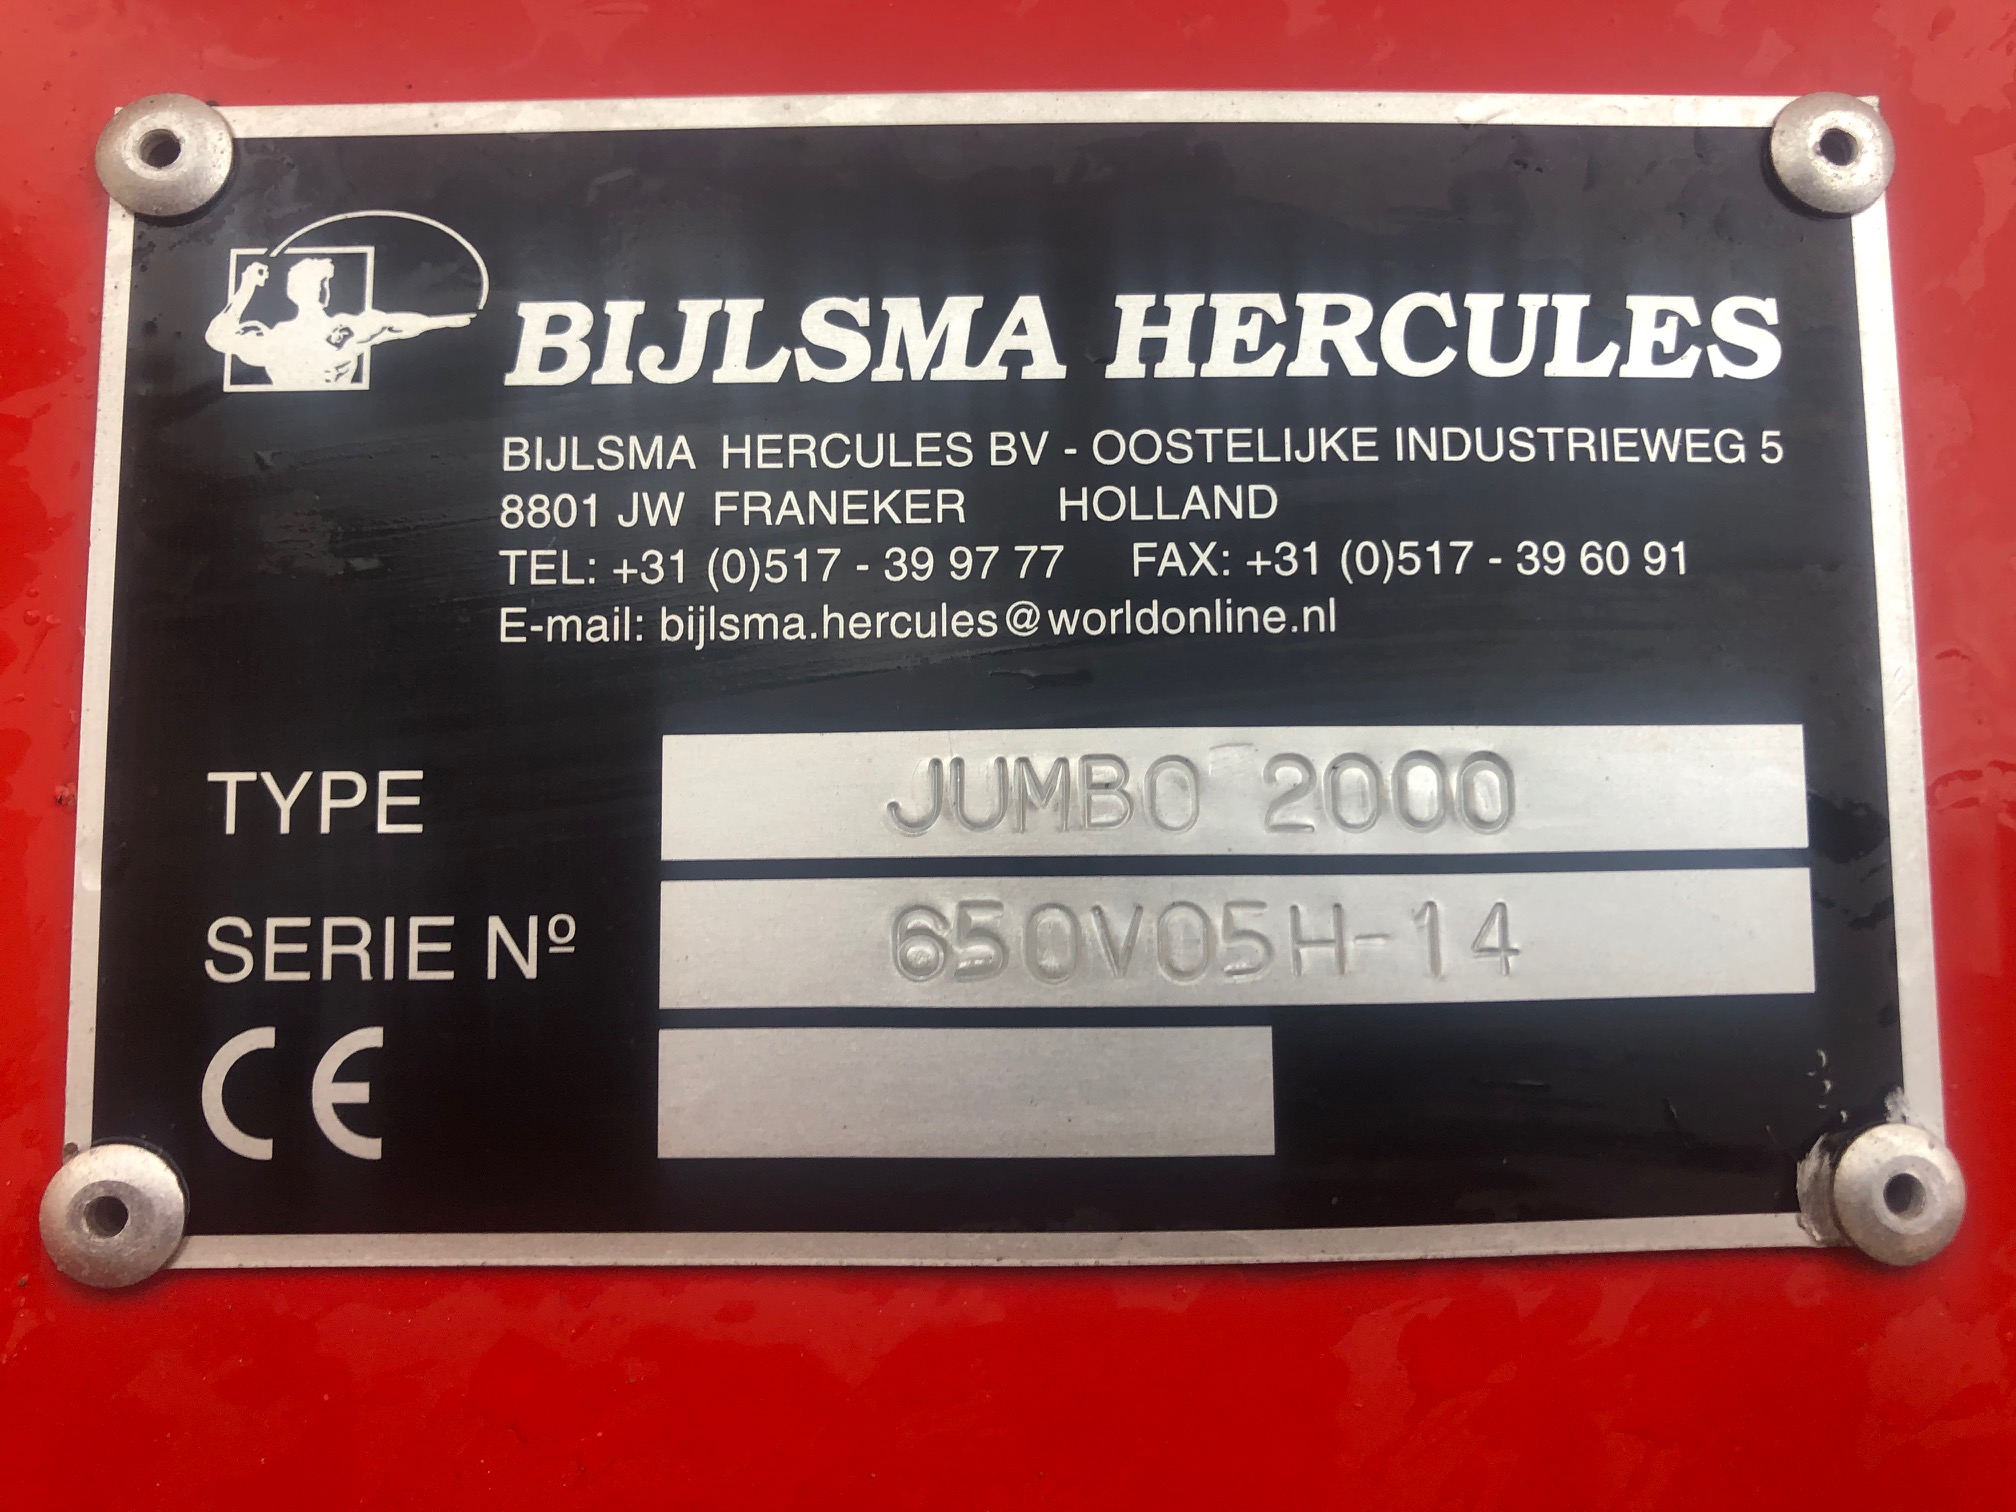 BIJLSMA HERCULES
BIJLSMA HERCULES BV - OOSTELIJKE INDUSTRIEWEG 5
8801 JW FRANEKER HOLLAND
TEL: +31 (0)517 - 39 97 77 FAX: +31 (0)517 - 39 60 91
E-mail: bijlsma.hercules@worldonline.nl
TYPE JUMBO 2000
SERIE Nº 650V05H-14
CE